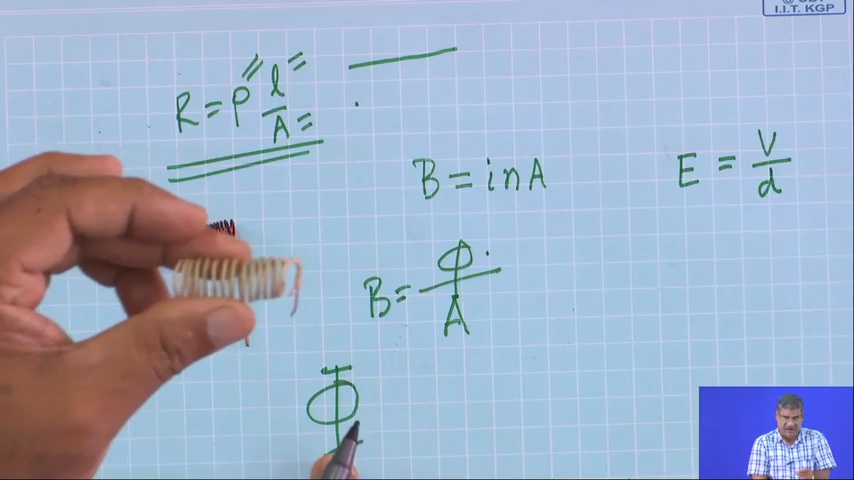 I.I.T. KGP
R = ρ l/A
B = inA
E = V/d
B = Φ/A
Φ